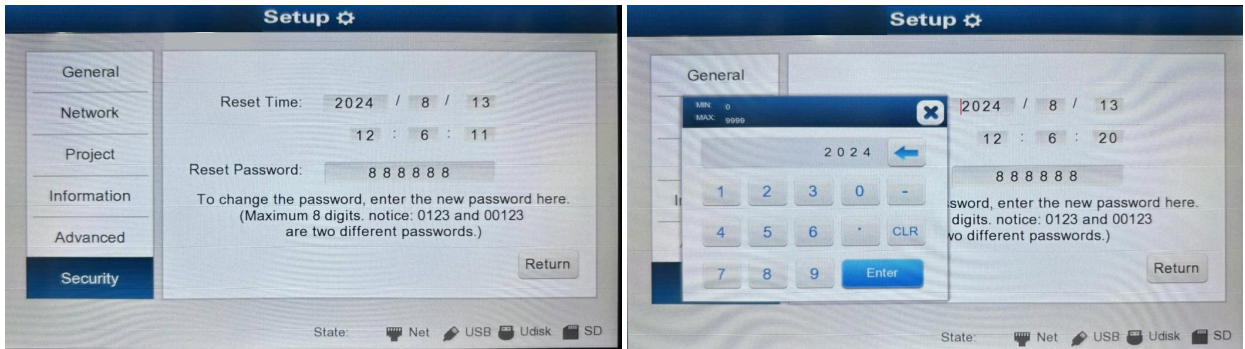 Setup
General
Network
Project
Information
Advanced
Security
Reset Time: 2024 / 8 / 13
12 : 6 : 11
Reset Password: 888888
To change the password, enter the new password here.
(Maximum 8 digits. notice: 0123 and 00123
are two different passwords.)
Return
State: Net USB Udisk SD
Setup
General
MIN: 0
MAX: 9999
2024
1 2 3 0 -
4 5 6 . CLR
7 8 9 Enter
2024 / 8 / 13
12 : 6 : 20
888888
sword, enter the new password here.
digits. notice: 0123 and 00123
wo different passwords.)
Return
State: Net USB Udisk SD